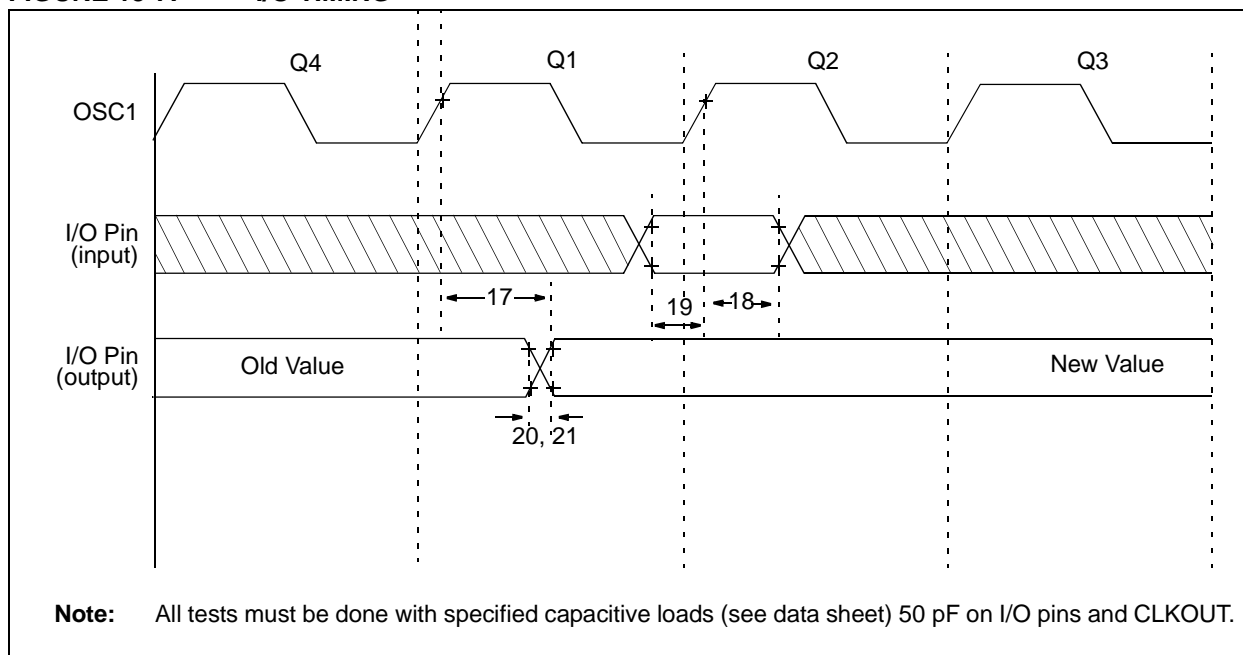 Q4 Q1 Q2 Q3
OSC1
I/O Pin
(input)
17 19 18
I/O Pin
(output)
Old Value New Value
20, 21
Note: All tests must be done with specified capacitive loads (see data sheet) 50 pF on I/O pins and CLKOUT.